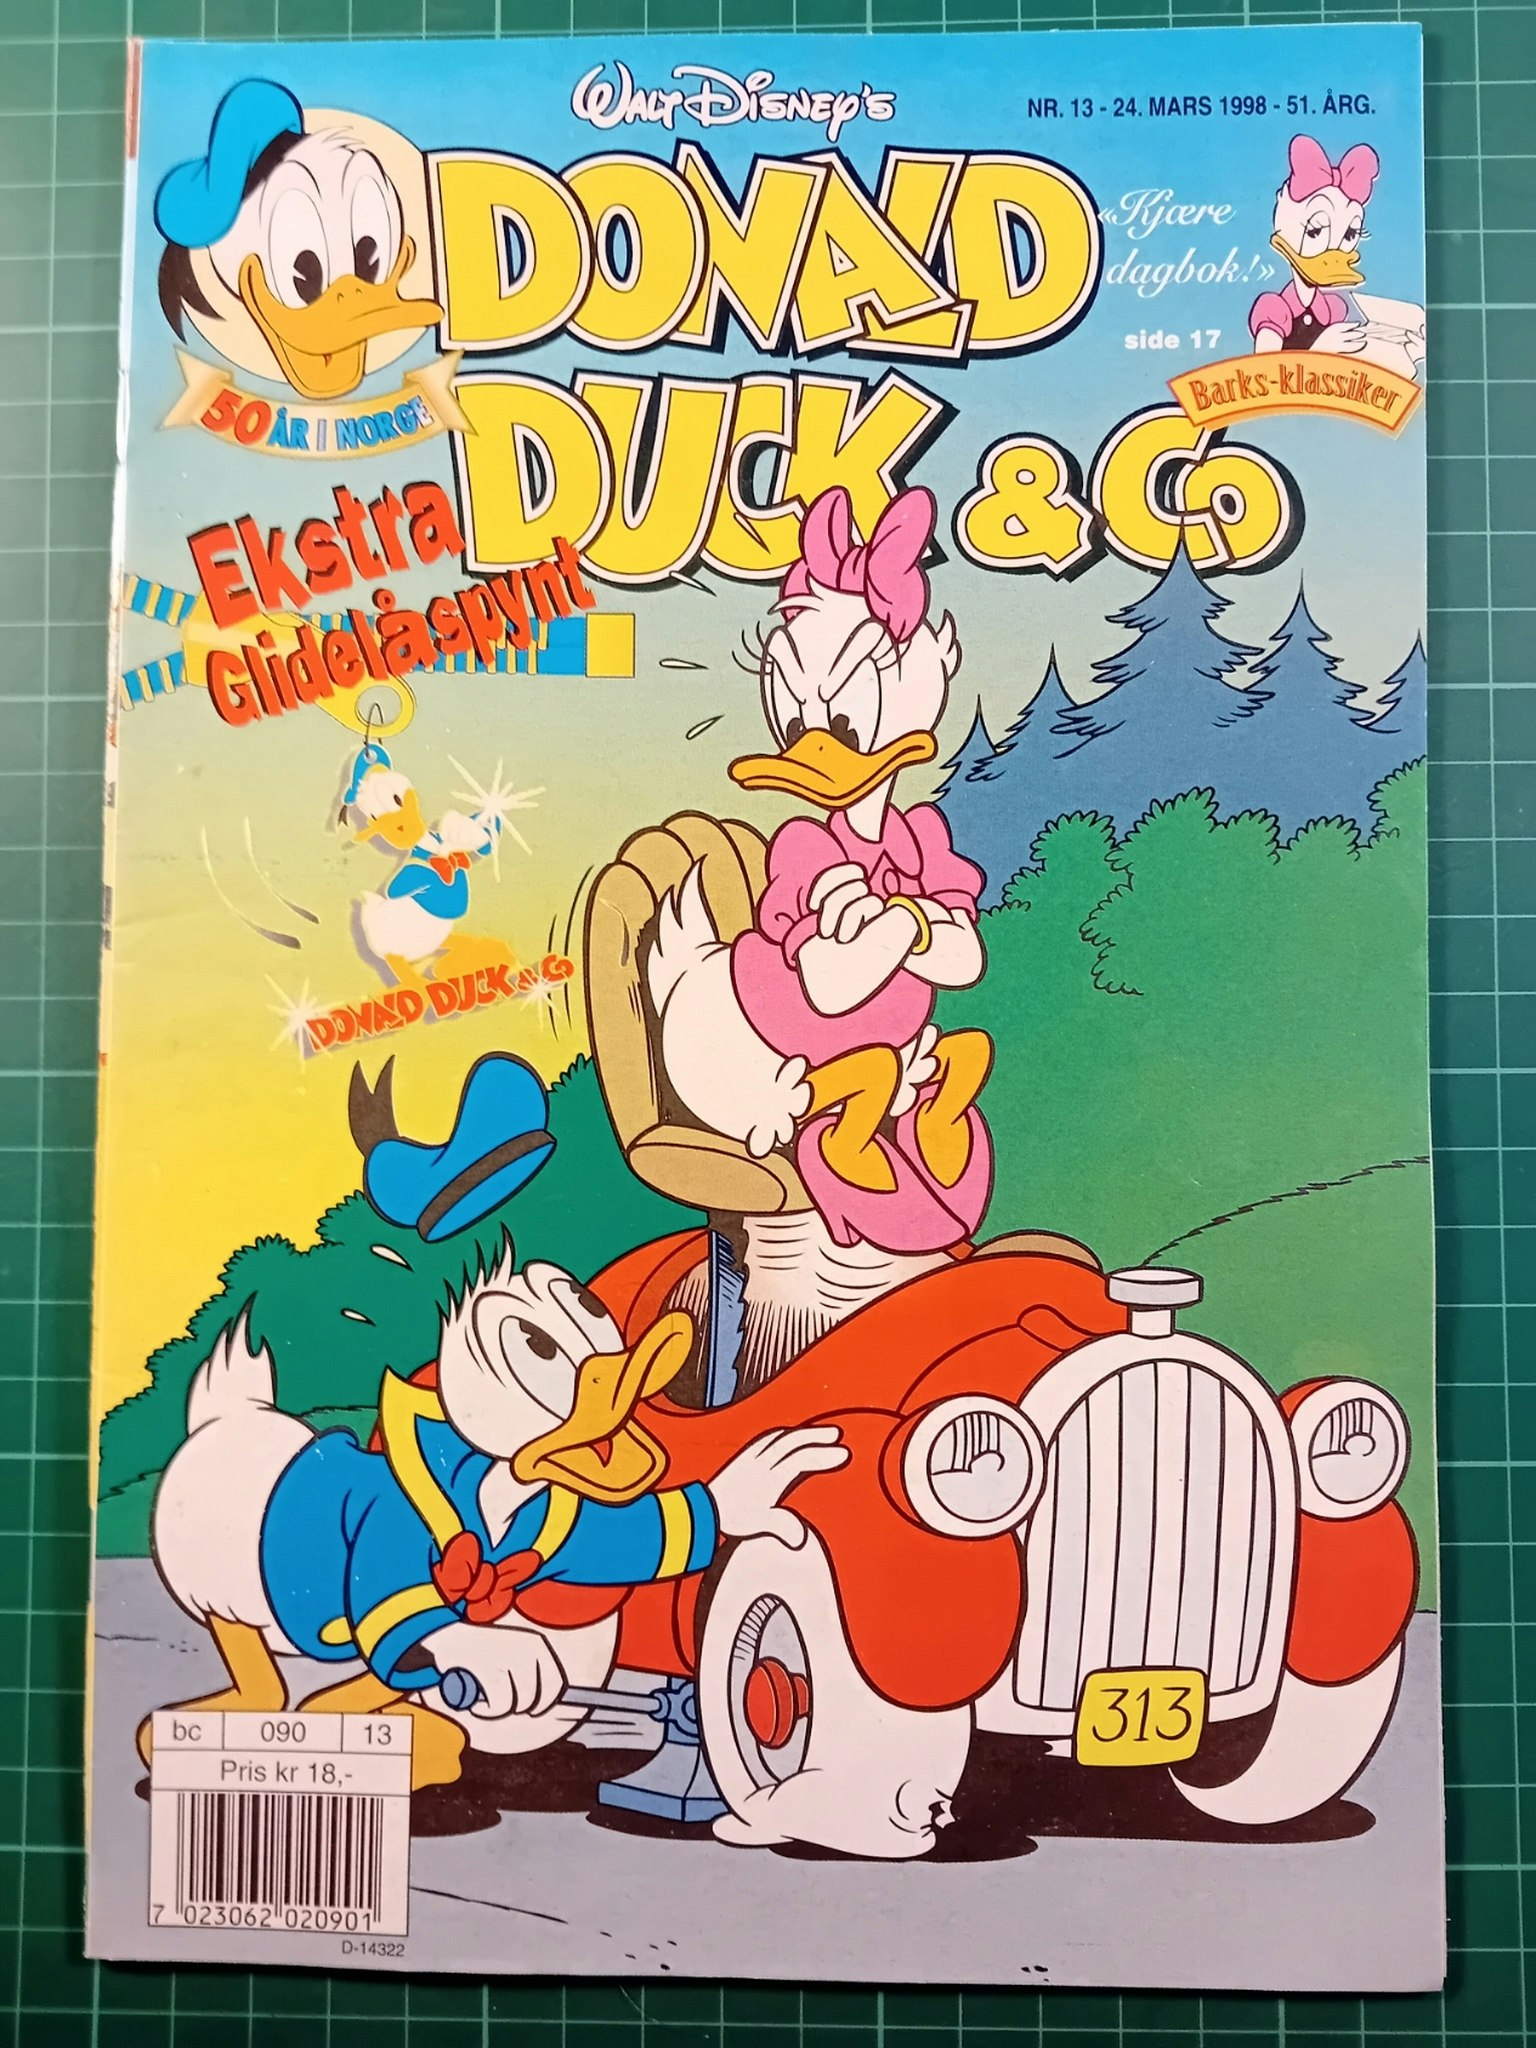 WALT DISNEY'S
NR. 13 - 24. MARS 1998 - 51. ÅRG.
DONALD
DUCK & Co
«Kjære
dagbok!»
side 17
Barks-klassiker
50 ÅR I NORGE
Ekstra
Glidelåspynt
DONALD DUCK & Co
313
bc 090 13
Pris kr 18,-
7 023062 020901
D-14322